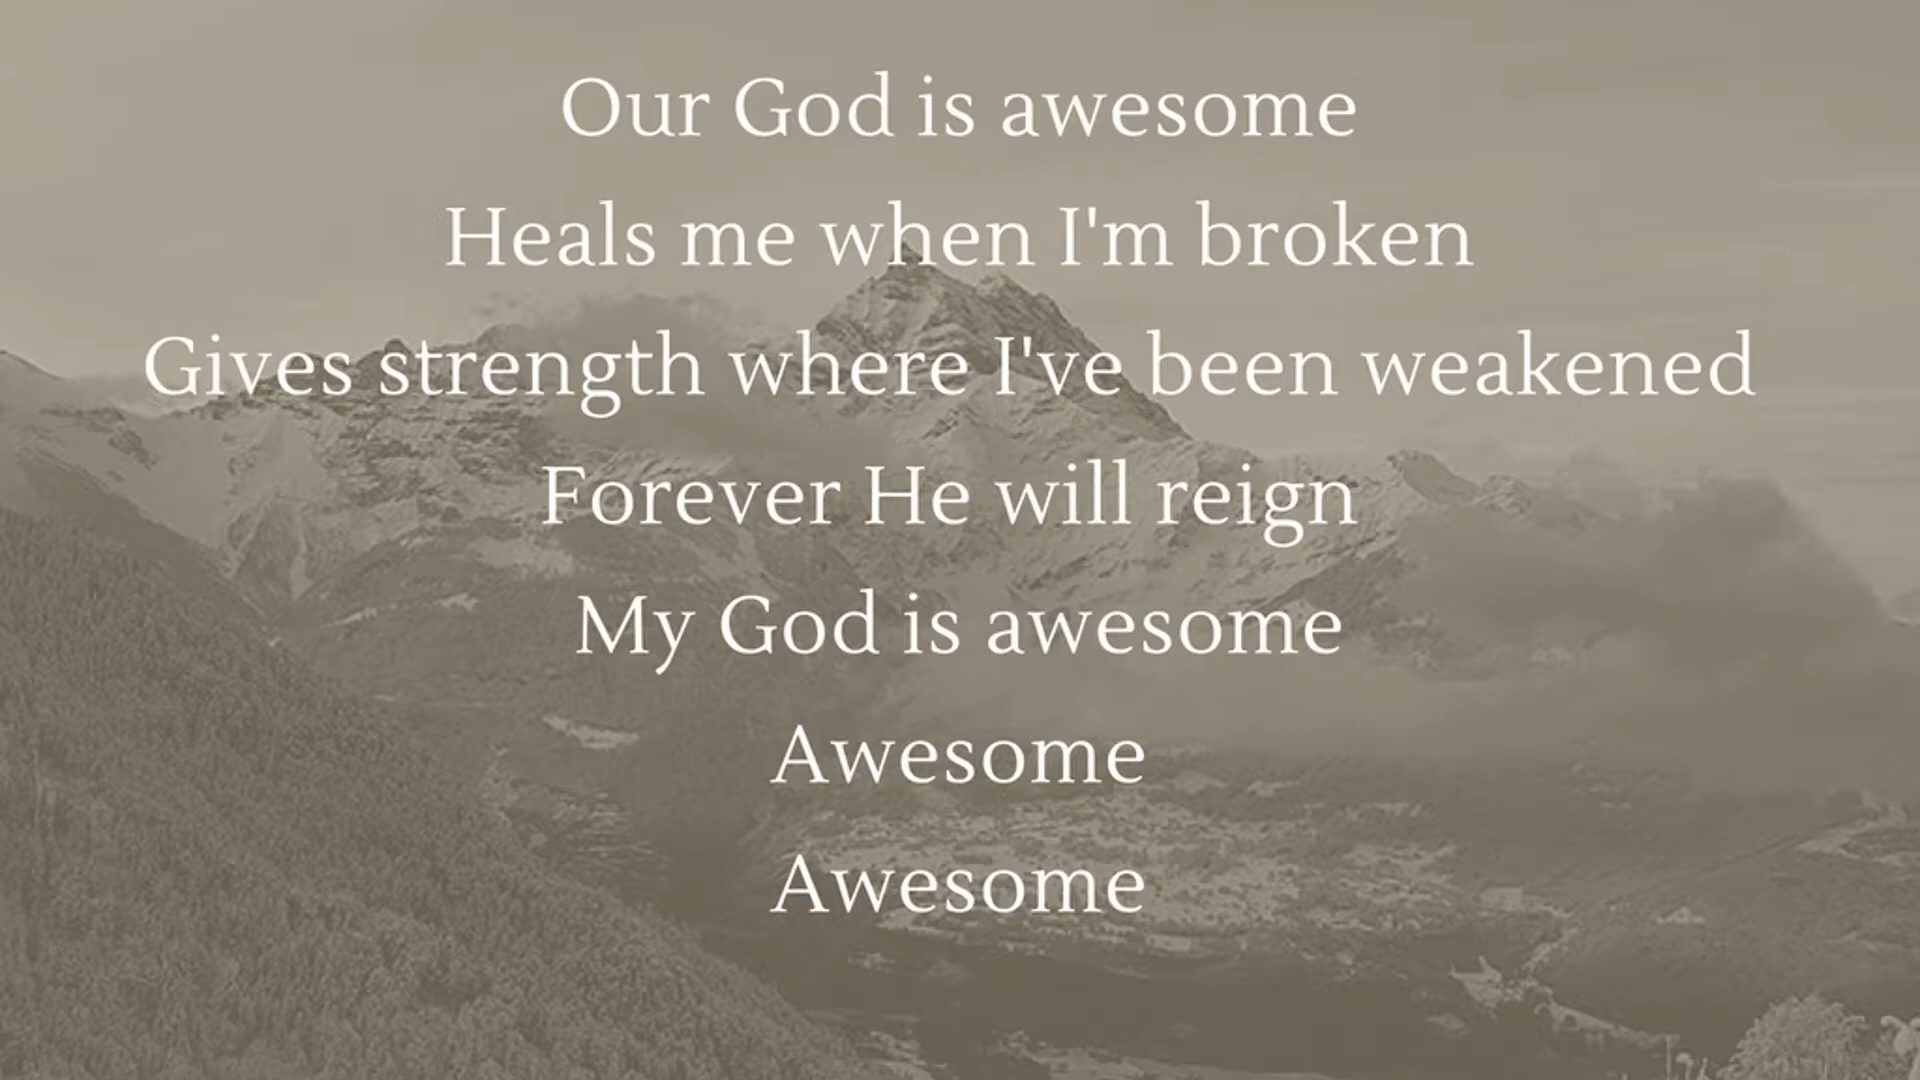 Our God is awesome
Heals me when I'm broken
Gives strength where I've been weakened
Forever He will reign
My God is awesome
Awesome
Awesome